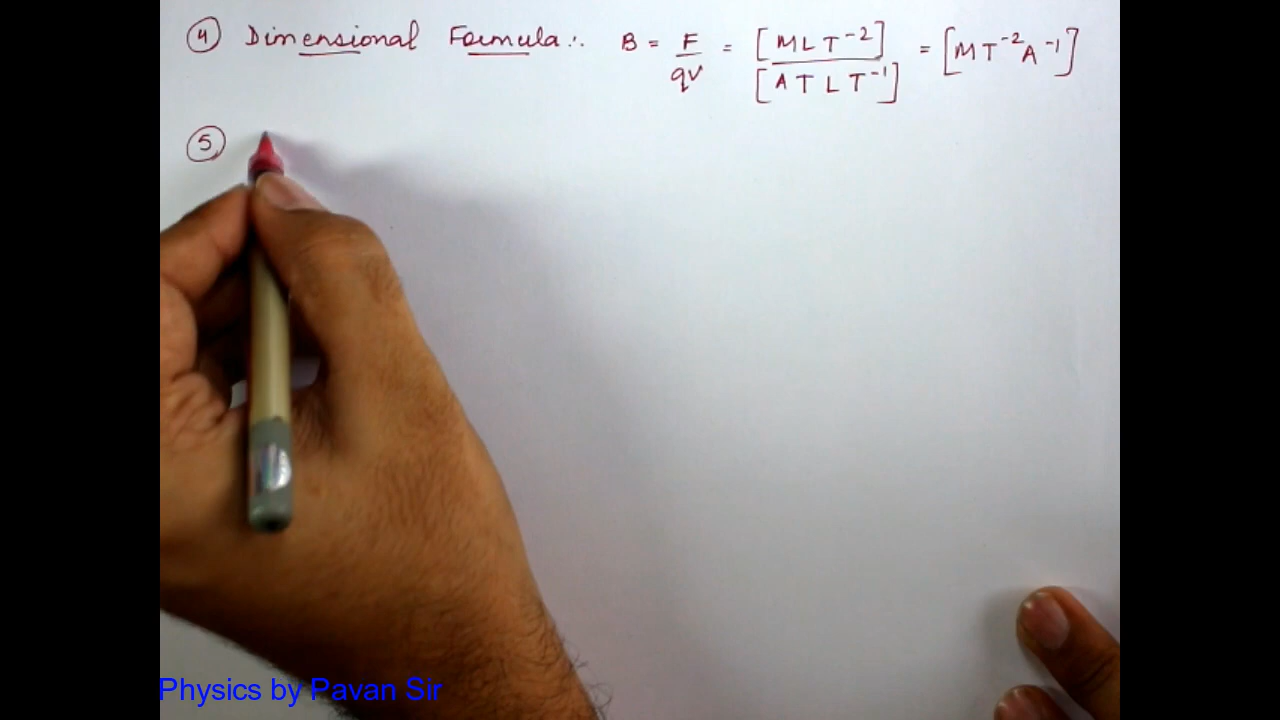 ④ Dimensional Formula:. B = F/qv = [MLT⁻²]/[ATLT⁻¹] = [MT⁻²A⁻¹]
⑤
Physics by Pavan Sir